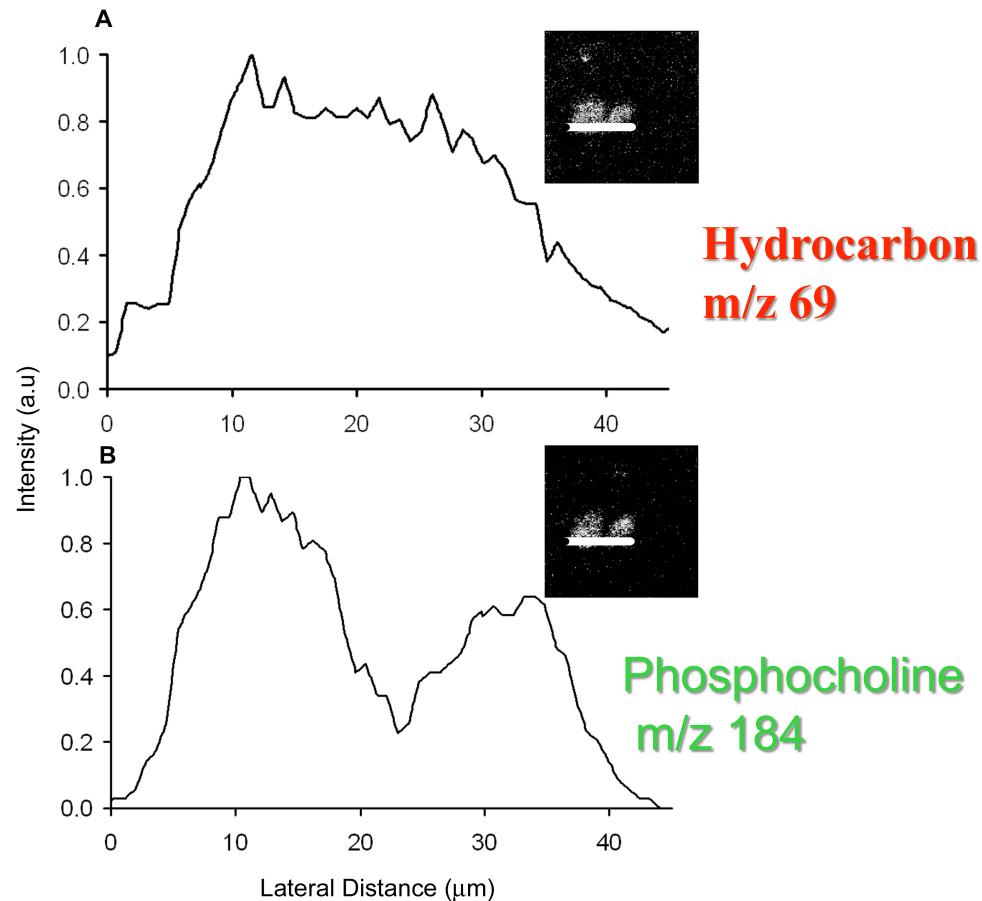 A
1.0
0.8
0.6
0.4
0.2
0.0
0 10 20 30 40
Hydrocarbon
m/z 69
Intensity (a.u)
B
1.0
0.8
0.6
0.4
0.2
0.0
0 10 20 30 40
Phosphocholine
m/z 184
Lateral Distance (μm)